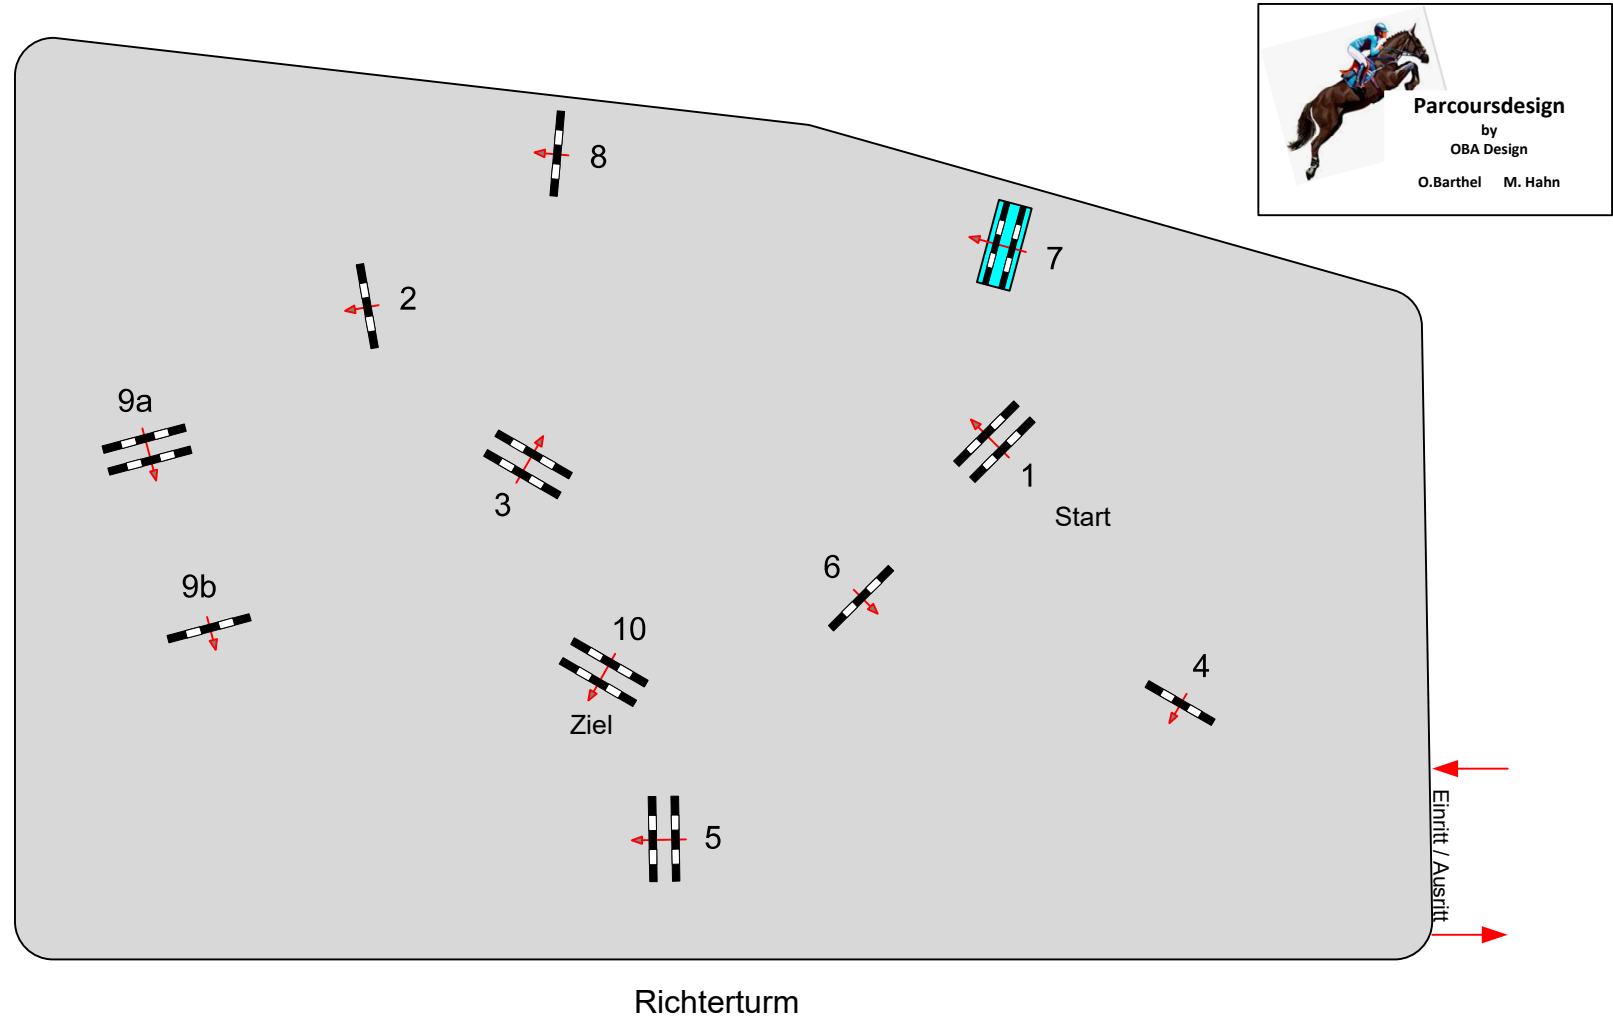 Parcoursdesign
by
OBA Design
O.Barthel M. Hahn
8
7
2
9a
3
1
Start
6
9b
10
4
Ziel
5
Einritt / Ausritt
Richterturm